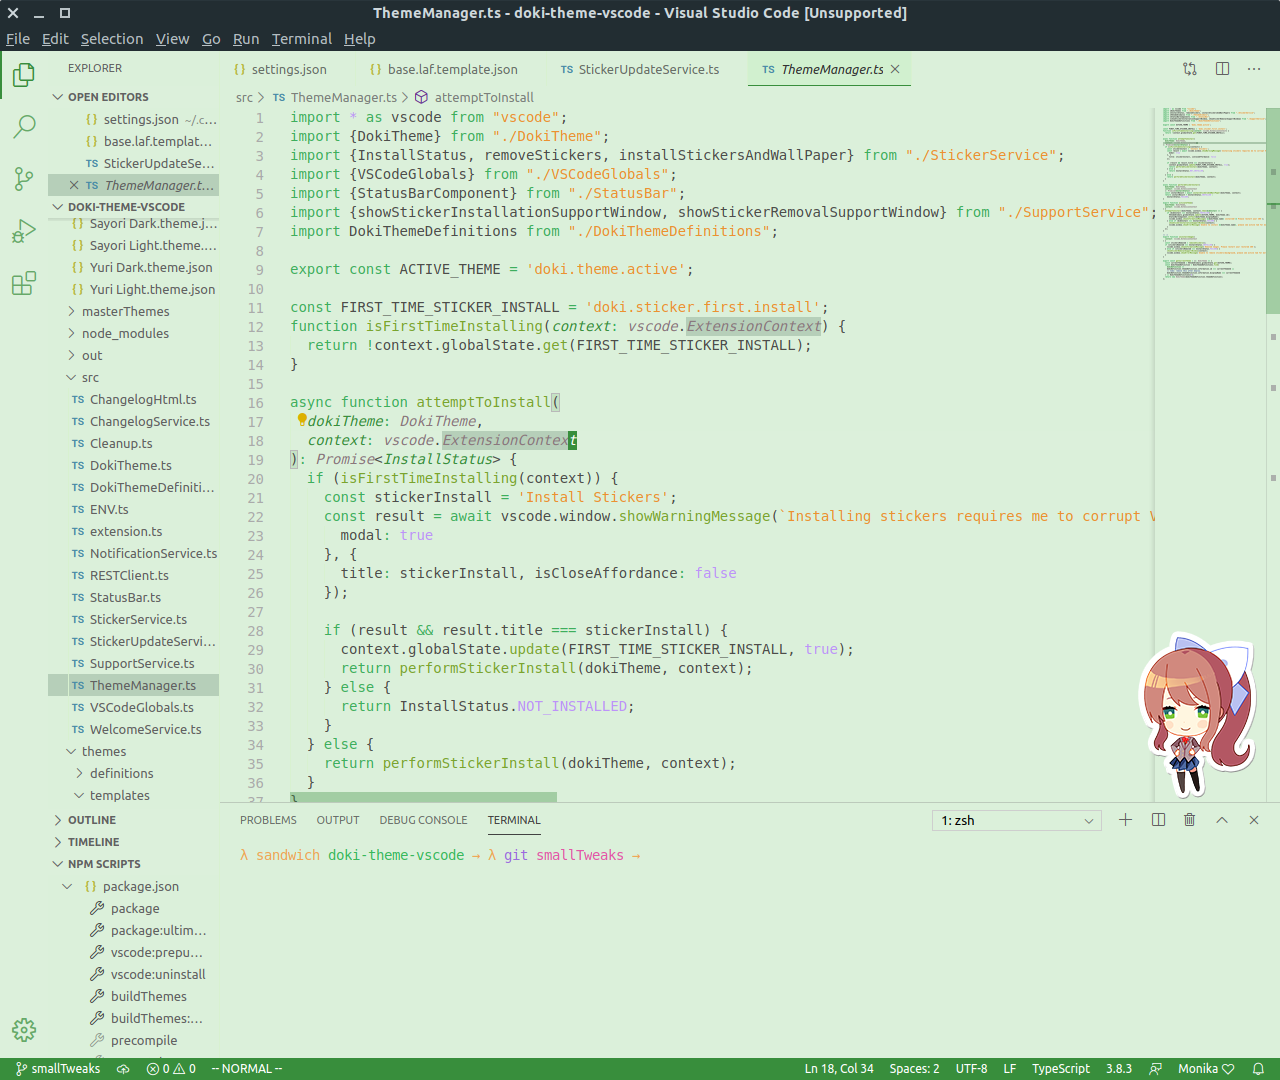 ThemeManager.ts - doki-theme-vscode - Visual Studio Code [Unsupported]
File Edit Selection View Go Run Terminal Help
EXPLORER
OPEN EDITORS
settings.json ~/.c...
base.laf.templat...
StickerUpdateSe...
ThemeManager.t...
DOKI-THEME-VSCODE
Sayori Dark.theme.j...
Sayori Light.theme....
Yuri Dark.theme.json
Yuri Light.theme.json
masterThemes
node_modules
out
src
TS ChangelogHtml.ts
TS ChangelogService.ts
TS Cleanup.ts
TS DokiTheme.ts
TS DokiThemeDefiniti...
TS ENV.ts
TS extension.ts
TS NotificationService.ts
TS RESTClient.ts
TS StatusBar.ts
TS StickerService.ts
TS StickerUpdateServi...
TS SupportService.ts
TS ThemeManager.ts
TS VSCodeGlobals.ts
TS WelcomeService.ts
themes
definitions
templates
OUTLINE
TIMELINE
NPM SCRIPTS
{} package.json
package
package:ultim...
vscode:prepu...
vscode:uninstall
buildThemes
buildThemes:...
precompile
{} settings.json {} base.laf.template.json TS StickerUpdateService.ts TS ThemeManager.ts
src > TS ThemeManager.ts > attemptToInstall
1 import * as vscode from "vscode";
2 import {DokiTheme} from "./DokiTheme";
3 import {InstallStatus, removeStickers, installStickersAndWallPaper} from "./StickerService";
4 import {VSCodeGlobals} from "./VSCodeGlobals";
5 import {StatusBarComponent} from "./StatusBar";
6 import {showStickerInstallationSupportWindow, showStickerRemovalSupportWindow} from "./SupportService";
7 import DokiThemeDefinitions from "./DokiThemeDefinitions";
8
9 export const ACTIVE_THEME = 'doki.theme.active';
10
11 const FIRST_TIME_STICKER_INSTALL = 'doki.sticker.first.install';
12 function isFirstTimeInstalling(context: vscode.ExtensionContext) {
13 return !context.globalState.get(FIRST_TIME_STICKER_INSTALL);
14 }
15
16 async function attemptToInstall(
17 dokiTheme: DokiTheme,
18 context: vscode.ExtensionContext
19 ): Promise<InstallStatus> {
20 if (isFirstTimeInstalling(context)) {
21 const stickerInstall = 'Install Stickers';
22 const result = await vscode.window.showWarningMessage(`Installing stickers requires me to corrupt V
23 modal: true
24 }, {
25 title: stickerInstall, isCloseAffordance: false
26 });
27
28 if (result && result.title === stickerInstall) {
29 context.globalState.update(FIRST_TIME_STICKER_INSTALL, true);
30 return performStickerInstall(dokiTheme, context);
31 } else {
32 return InstallStatus.NOT_INSTALLED;
33 }
34 } else {
35 return performStickerInstall(dokiTheme, context);
36 }
37 }
PROBLEMS OUTPUT DEBUG CONSOLE TERMINAL 1: zsh
λ sandwich doki-theme-vscode → λ git smallTweaks →
smallTweaks 0 0 -- NORMAL -- Ln 18, Col 34 Spaces: 2 UTF-8 LF TypeScript 3.8.3 Monika ♡